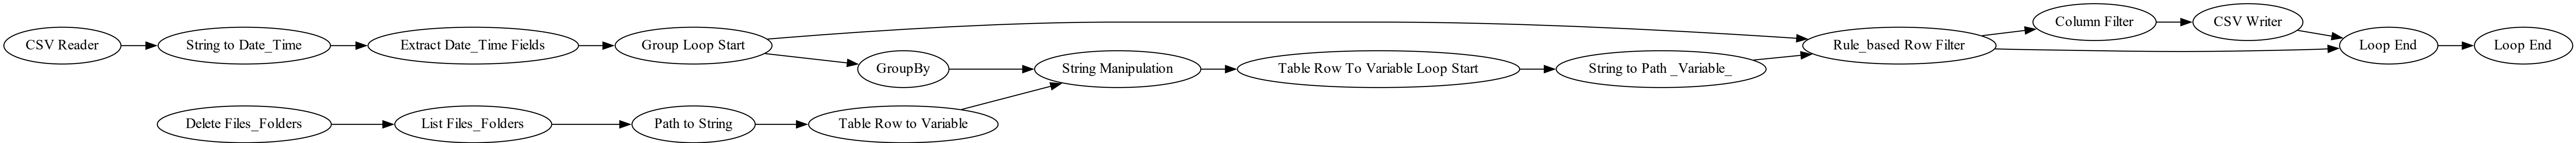 CSV Reader
String to Date_Time
Extract Date_Time Fields
Group Loop Start
GroupBy
String Manipulation
Table Row To Variable Loop Start
String to Path _Variable_
Rule_based Row Filter
Column Filter
CSV Writer
Loop End
Loop End
Delete Files_Folders
List Files_Folders
Path to String
Table Row to Variable